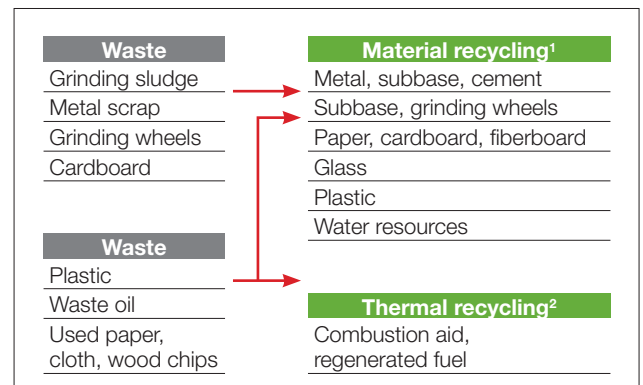 Waste
Grinding sludge
Metal scrap
Grinding wheels
Cardboard
Waste
Plastic
Waste oil
Used paper,
cloth, wood chips
Material recycling¹
Metal, subbase, cement
Subbase, grinding wheels
Paper, cardboard, fiberboard
Glass
Plastic
Water resources
Thermal recycling²
Combustion aid,
regenerated fuel